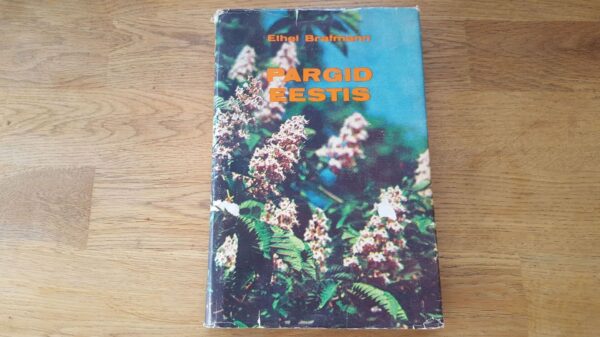 Ethel Brafmann
PARGID
EESTIS